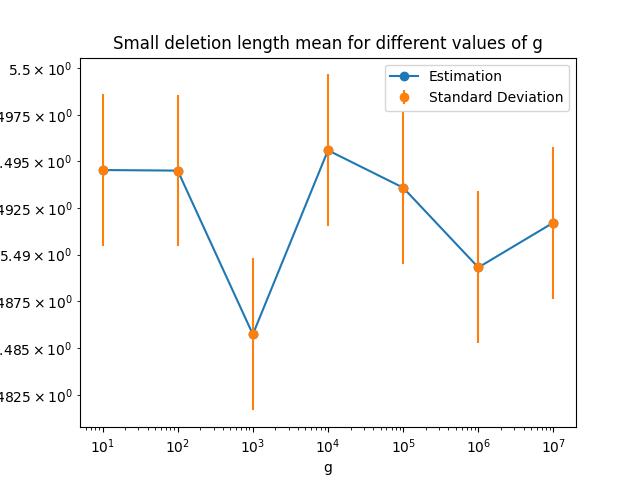 Small deletion length mean for different values of g
Estimation
Standard Deviation
5.5 × 10⁰
4975 × 10⁰
.495 × 10⁰
4925 × 10⁰
5.49 × 10⁰
4875 × 10⁰
.485 × 10⁰
4825 × 10⁰
10¹ 10² 10³ 10⁴ 10⁵ 10⁶ 10⁷
g